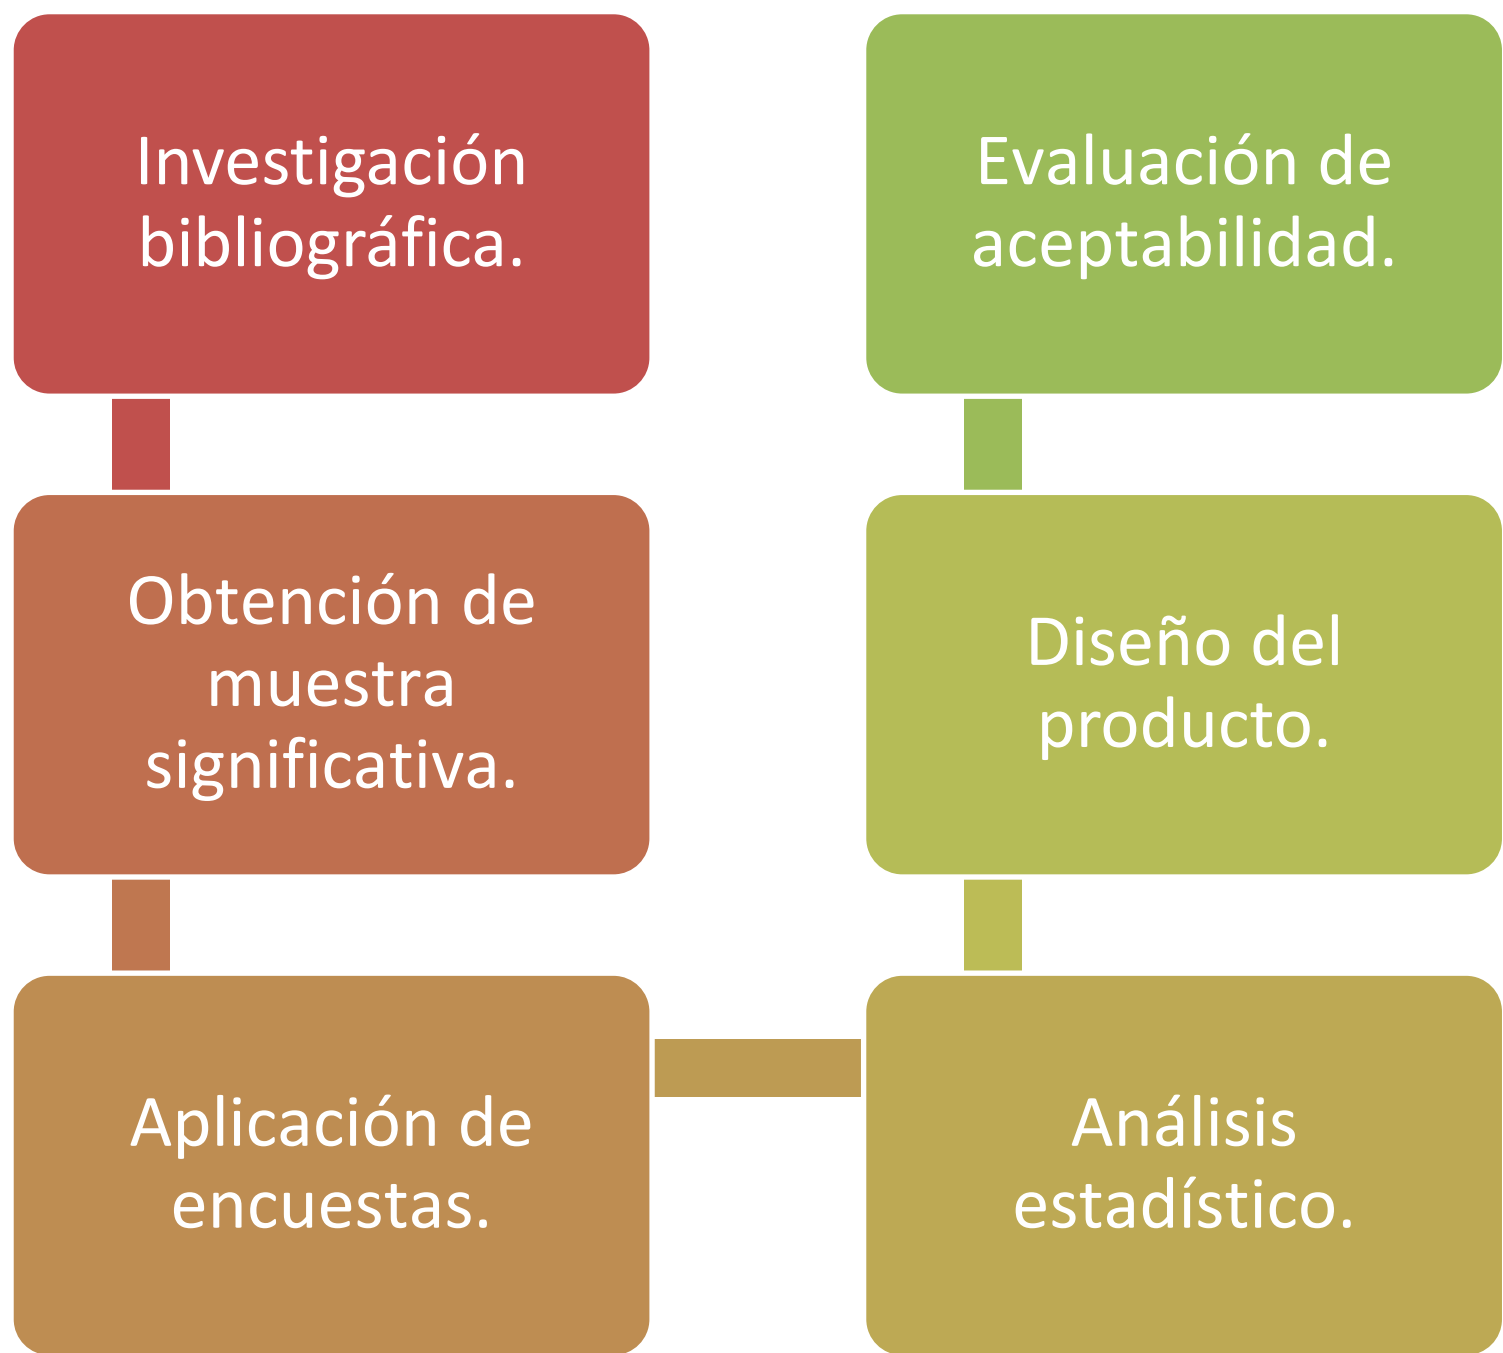 Investigación
bibliográfica.
Obtención de
muestra
significativa.
Aplicación de
encuestas.
Análisis
estadístico.
Diseño del
producto.
Evaluación de
aceptabilidad.